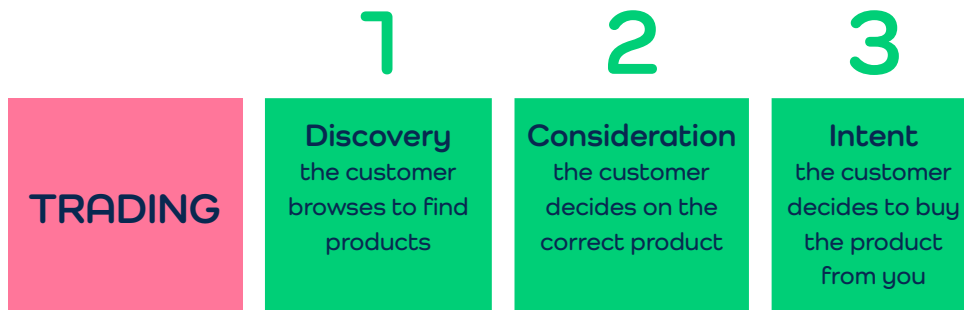 1
2
3
TRADING
Discovery
the customer
browses to find
products
Consideration
the customer
decides on the
correct product
Intent
the customer
decides to buy
the product
from you